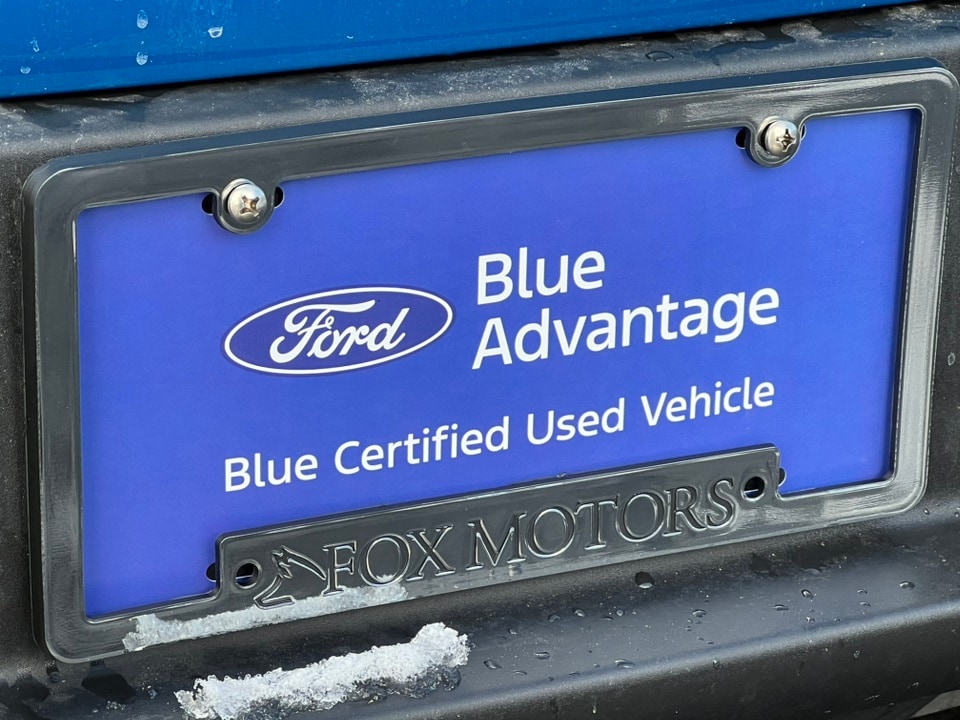 Ford
Blue
Advantage
Blue Certified Used Vehicle
FOX MOTORS